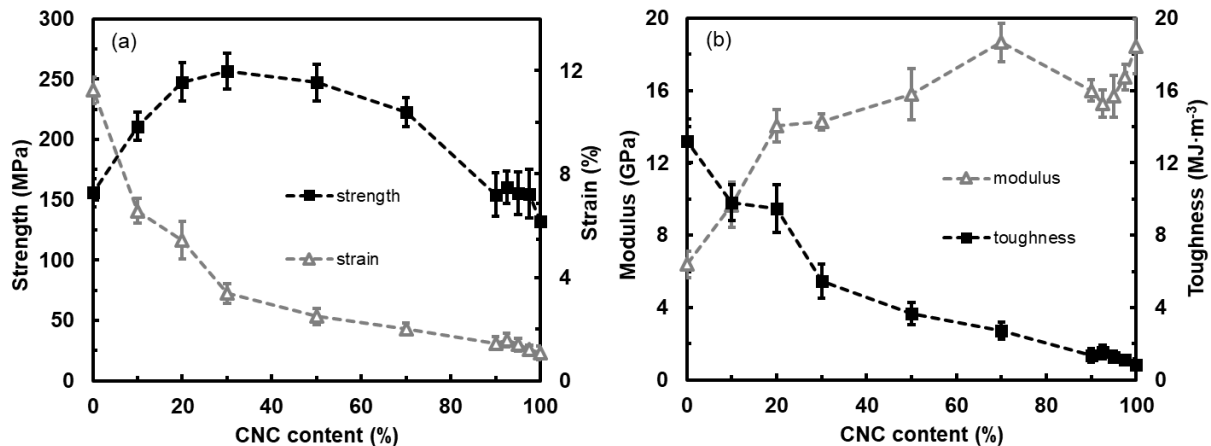 (a)
300
250
200
150
100
50
0
Strength (MPa)
12
8
4
0
Strain (%)
strength
strain
0 20 40 60 80 100
CNC content (%)
(b)
20
16
12
8
4
0
Modulus (GPa)
20
16
12
8
4
0
Toughness (MJ·m⁻³)
modulus
toughness
0 20 40 60 80 100
CNC content (%)